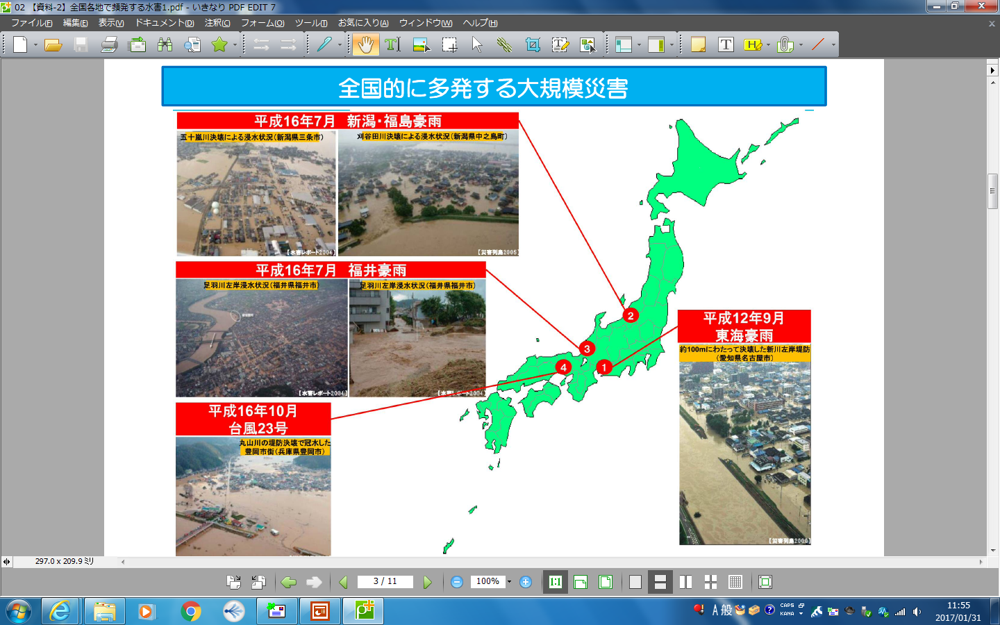 02 【資料-2】全国各地で頻発する水害1.pdf - いきなり PDF EDIT 7
ファイル(F) 編集(E) 表示(V) ドキュメント(D) 注釈(C) フォーム(O) ツール(T) お気に入り(A) ウィンドウ(W) ヘルプ(H)
全国的に多発する大規模災害
平成16年7月 新潟・福島豪雨
五十嵐川決壊による浸水状況(新潟県三条市)
刈谷田川決壊による浸水状況(新潟県中之島町)
【水害レポート2004】
【災害列島2005】
平成16年7月 福井豪雨
足羽川左岸浸水状況(福井県福井市)
足羽川左岸浸水状況(福井県福井市)
【水害レポート2004】
【水害レポート2004】
平成16年10月
台風23号
丸山川の堤防決壊で冠水した
豊岡市街(兵庫県豊岡市)
2
3
4
1
平成12年9月
東海豪雨
約100mにわたって決壊した新川左岸堤防
(愛知県名古屋市)
【災害列島2000】
297.0 x 209.9 ミリ
3 / 11
100%
1:1
A 般
CAPS
KANA
11:55
2017/01/31